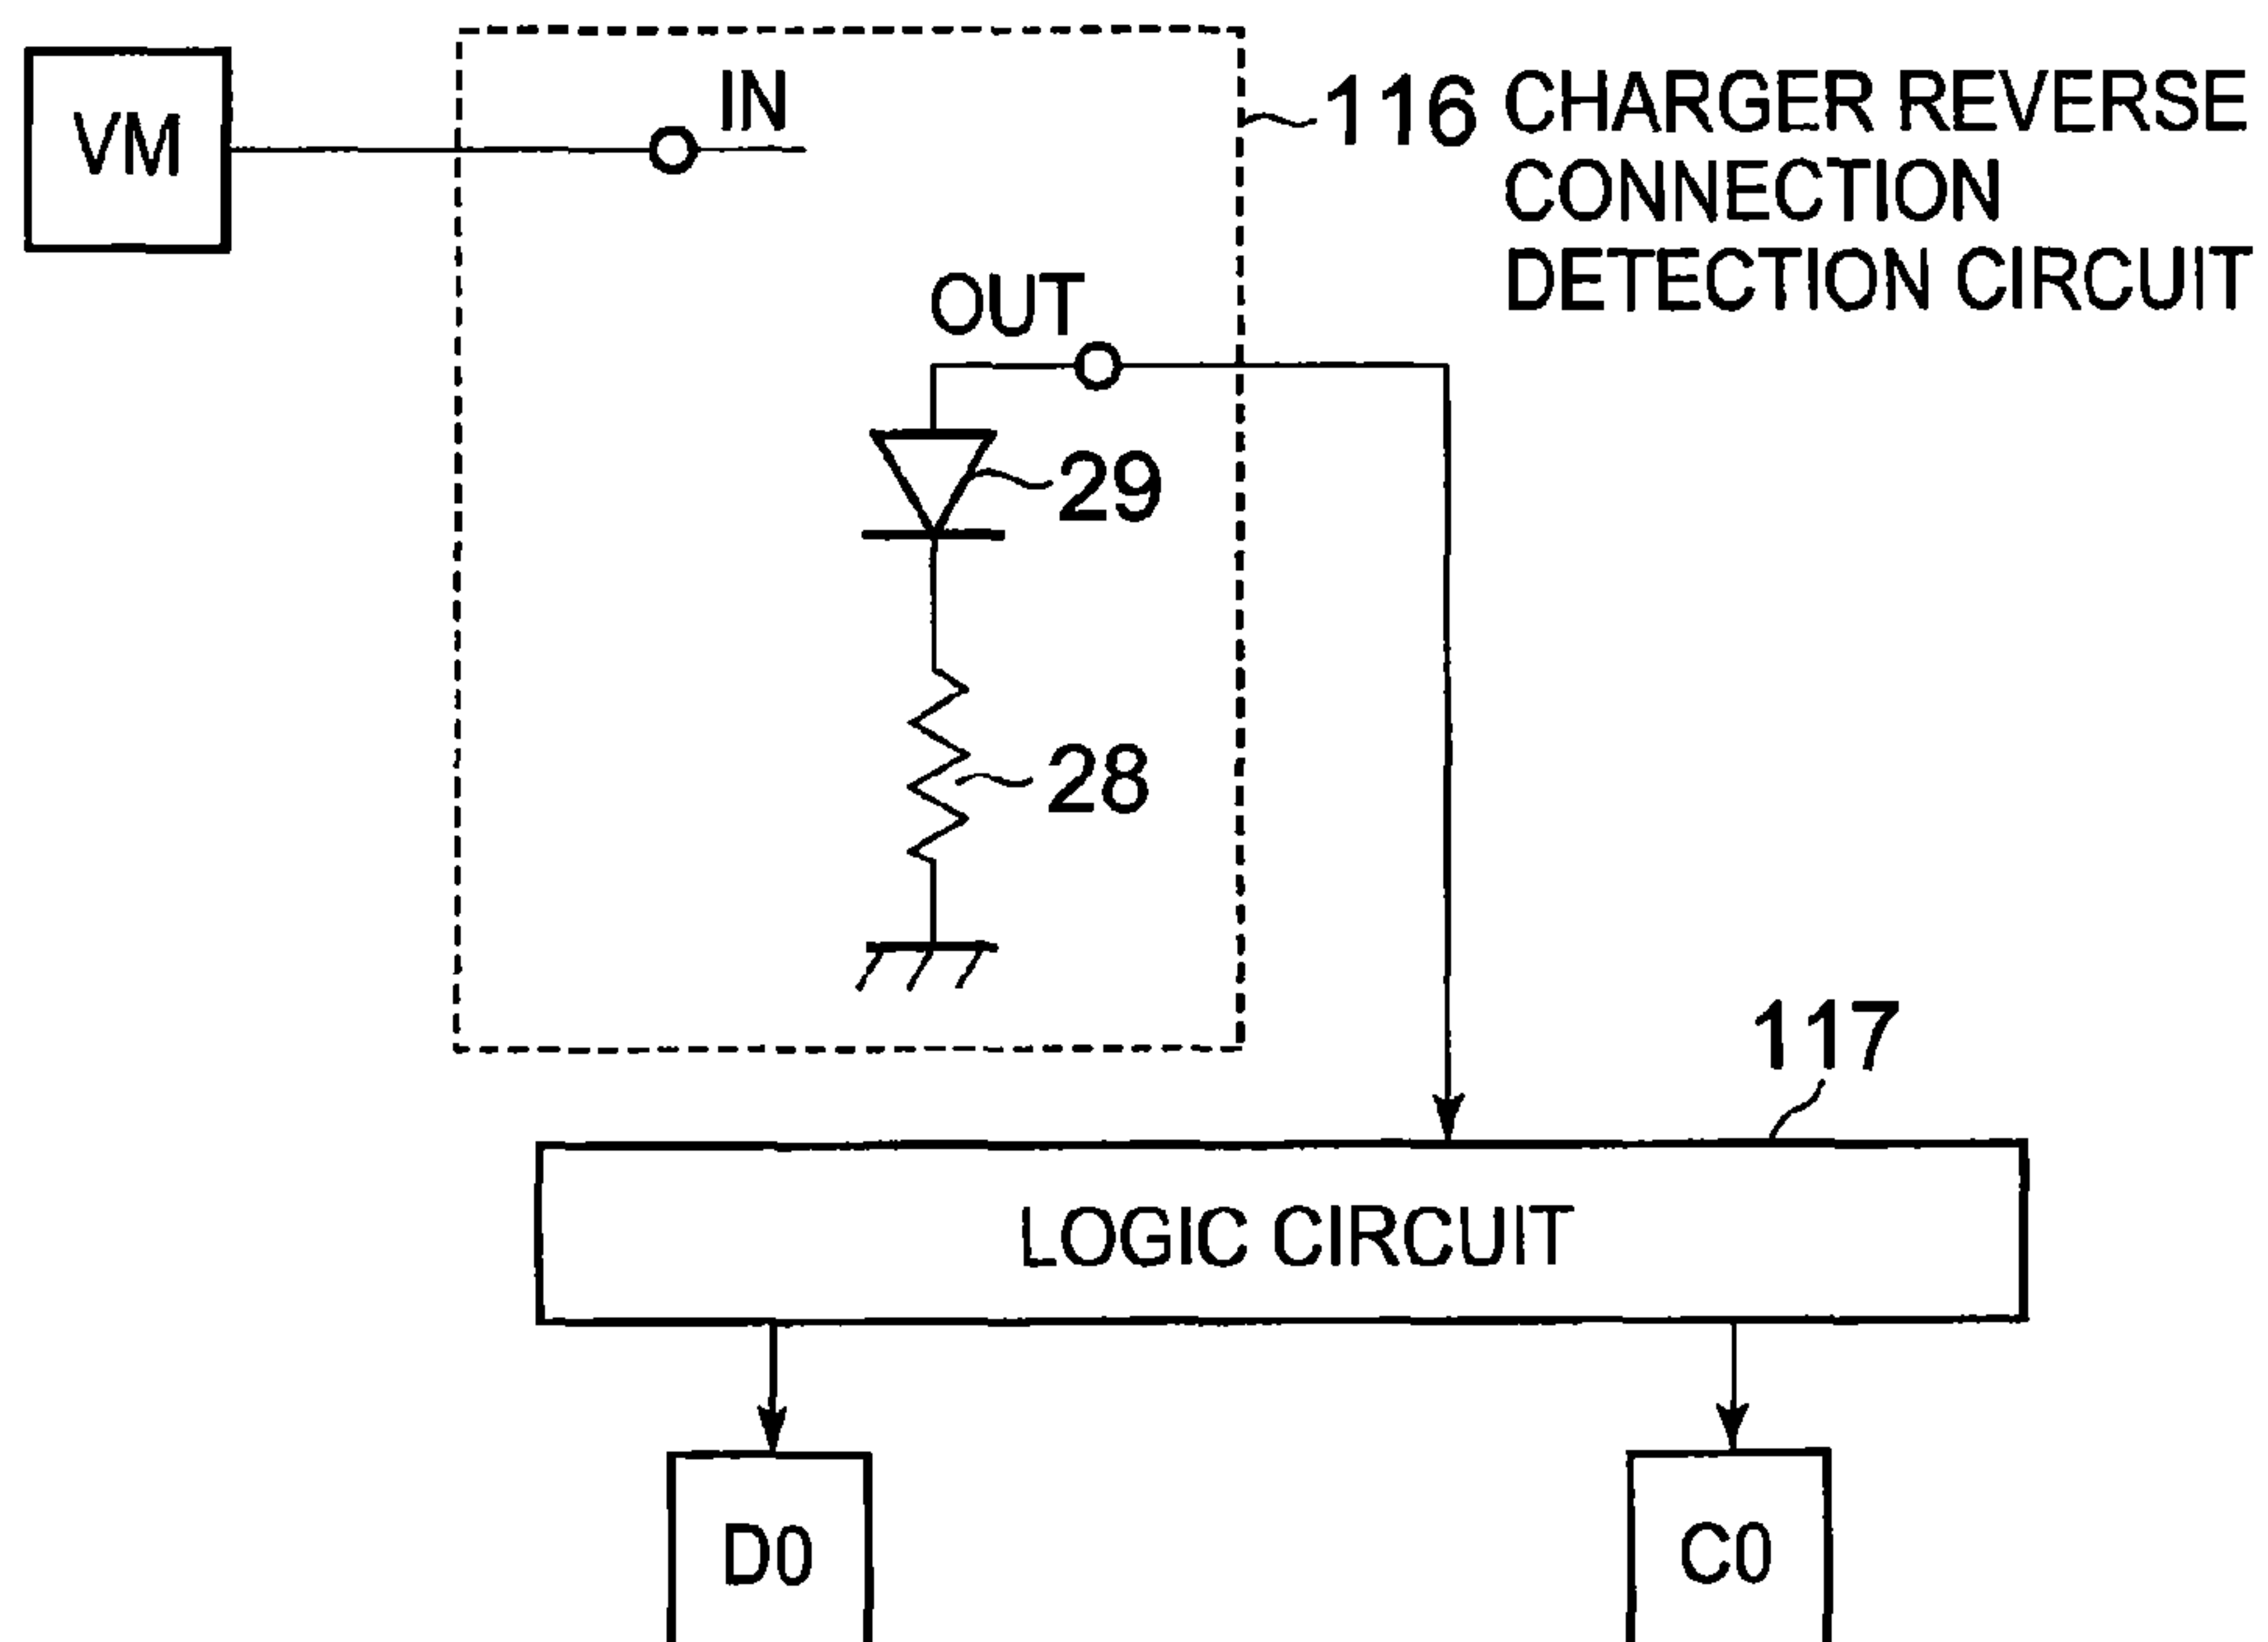 VM
IN
116 CHARGER REVERSE
CONNECTION
DETECTION CIRCUIT
OUT
29
28
117
LOGIC CIRCUIT
D0
C0